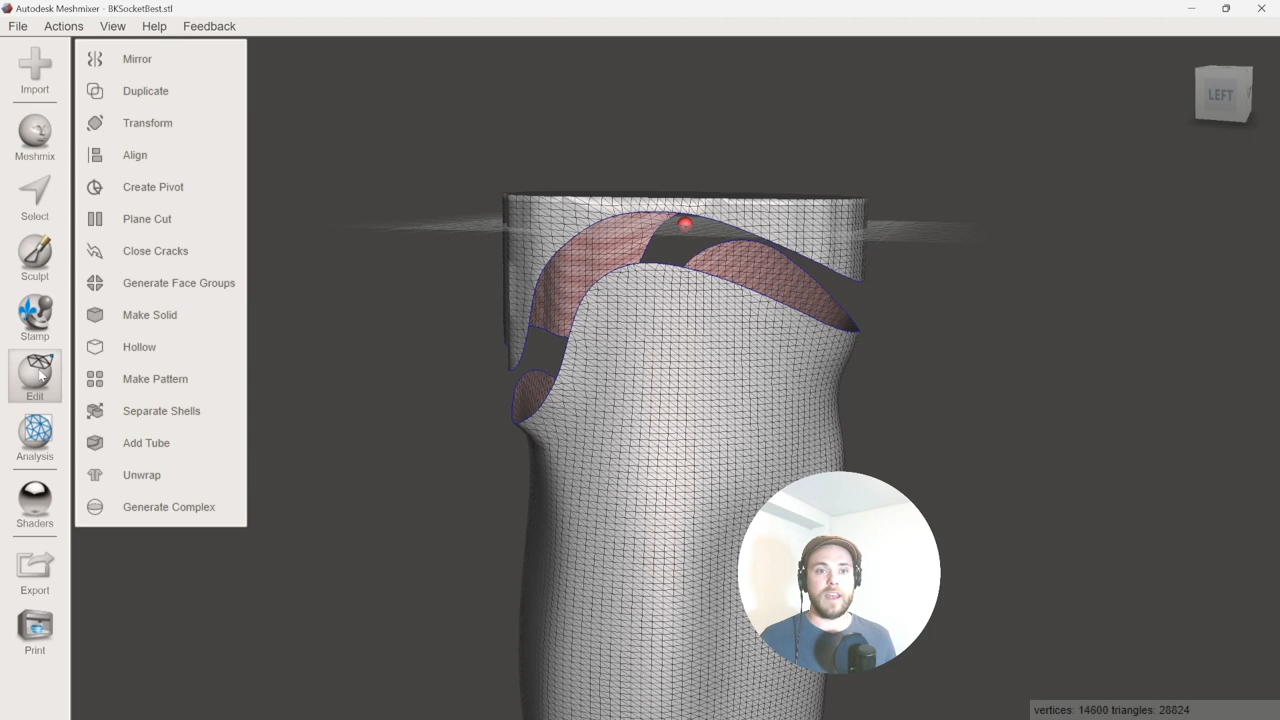 Autodesk Meshmixer - BKSocketBest.stl
File Actions View Help Feedback
Import
Meshmix
Select
Sculpt
Stamp
Edit
Analysis
Shaders
Export
Print
Mirror
Duplicate
Transform
Align
Create Pivot
Plane Cut
Close Cracks
Generate Face Groups
Make Solid
Hollow
Make Pattern
Separate Shells
Add Tube
Unwrap
Generate Complex
LEFT
vertices: 14600 triangles: 28824